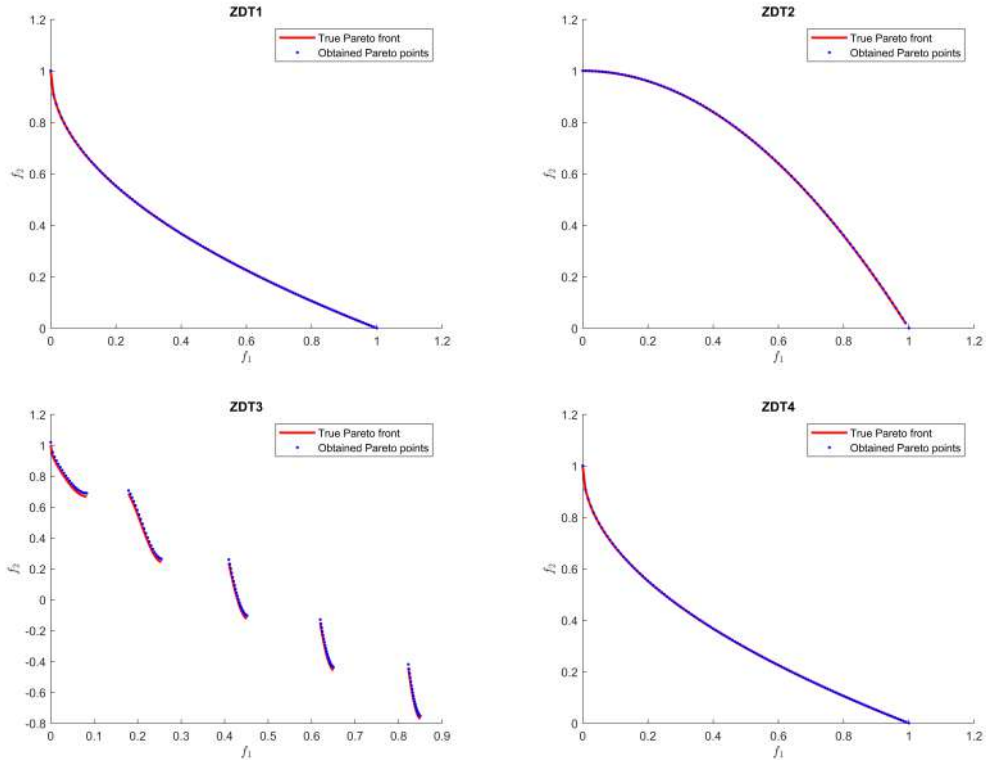 ZDT1
1.2
1
0.8
0.6
0.4
0.2
0
f2
True Pareto front
Obtained Pareto points
0 0.2 0.4 0.6 0.8 1 1.2
f1
ZDT2
1.2
1
0.8
0.6
0.4
0.2
0
f2
True Pareto front
Obtained Pareto points
0 0.2 0.4 0.6 0.8 1 1.2
f1
ZDT3
1.2
1
0.8
0.6
0.4
0.2
0
-0.2
-0.4
-0.6
-0.8
f2
True Pareto front
Obtained Pareto points
0 0.1 0.2 0.3 0.4 0.5 0.6 0.7 0.8 0.9
f1
ZDT4
1.2
1
0.8
0.6
0.4
0.2
0
f2
True Pareto front
Obtained Pareto points
0 0.2 0.4 0.6 0.8 1 1.2
f1